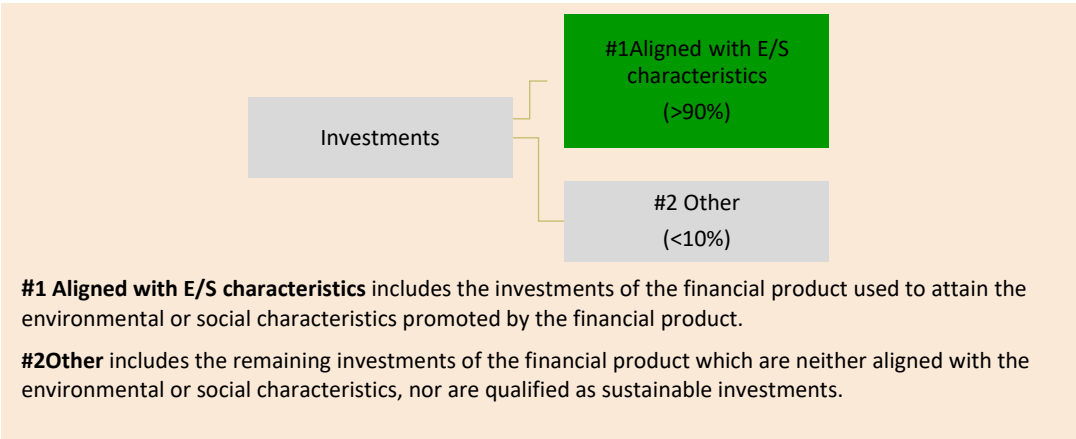 #1Aligned with E/S
characteristics
(>90%)
Investments
#2 Other
(<10%)
#1 Aligned with E/S characteristics includes the investments of the financial product used to attain the
environmental or social characteristics promoted by the financial product.
#2Other includes the remaining investments of the financial product which are neither aligned with the
environmental or social characteristics, nor are qualified as sustainable investments.